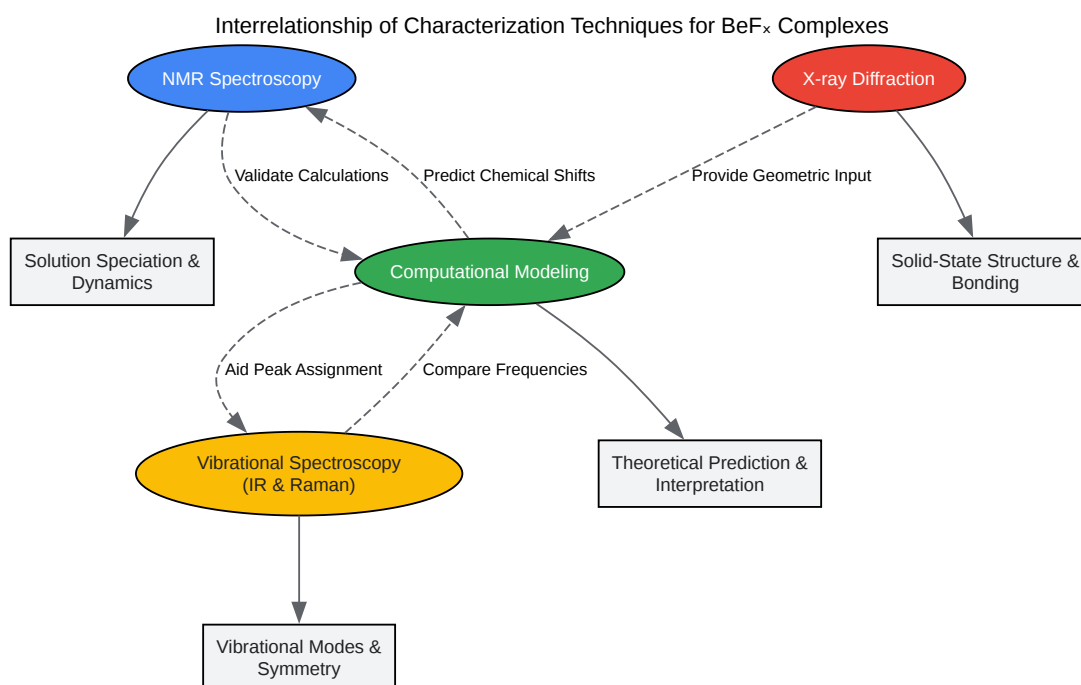 Interrelationship of Characterization Techniques for BeFₓ Complexes
NMR Spectroscopy
X-ray Diffraction
Validate Calculations
Predict Chemical Shifts
Provide Geometric Input
Solution Speciation &
Dynamics
Computational Modeling
Solid-State Structure &
Bonding
Aid Peak Assignment
Compare Frequencies
Vibrational Spectroscopy
(IR & Raman)
Theoretical Prediction &
Interpretation
Vibrational Modes &
Symmetry